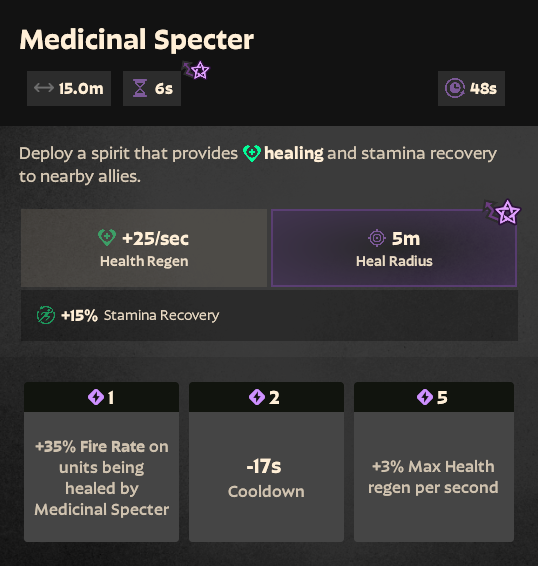 Medicinal Specter
15.0m
6s
48s
Deploy a spirit that provides healing and stamina recovery
to nearby allies.
+25/sec
Health Regen
5m
Heal Radius
+15% Stamina Recovery
1
+35% Fire Rate on
units being
healed by
Medicinal Specter
2
-17s
Cooldown
5
+3% Max Health
regen per second